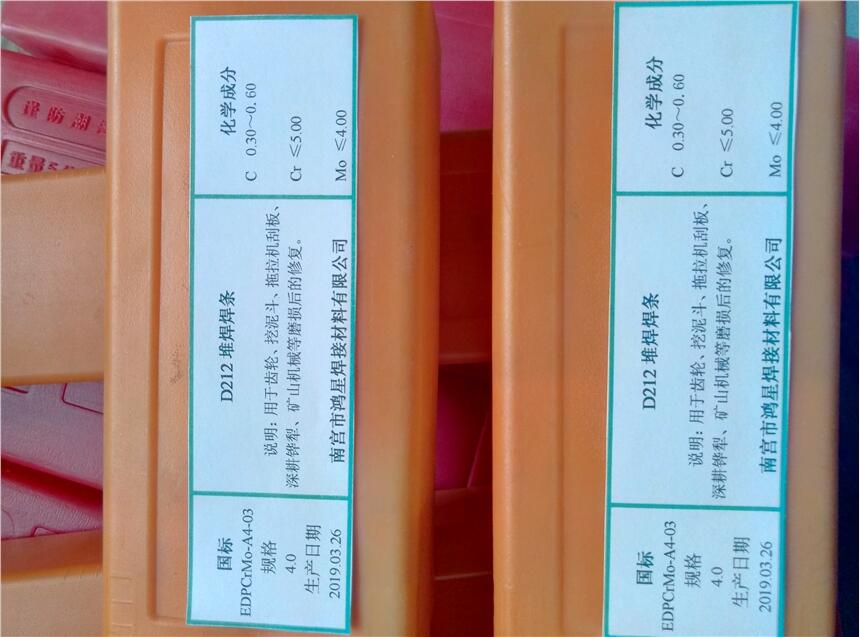 国标
EDPCrMo-A4-03
规格
4.0
生产日期
2019.03.26
D212 堆焊焊条
说明:用于齿轮、挖泥斗、拖拉机刮板、
深耕铧犁、矿山机械等磨损后的修复。
南宫市鸿星焊接材料有限公司
化学成分
C 0.30～0.60
Cr ≤5.00
Mo ≤4.00
国标
EDPCrMo-A4-03
规格
4.0
生产日期
2019.03.26
D212 堆焊焊条
说明:用于齿轮、挖泥斗、拖拉机刮板、
深耕铧犁、矿山机械等磨损后的修复。
南宫市鸿星焊接材料有限公司
化学成分
C 0.30～0.60
Cr ≤5.00
Mo ≤4.00
谨防潮
重量5